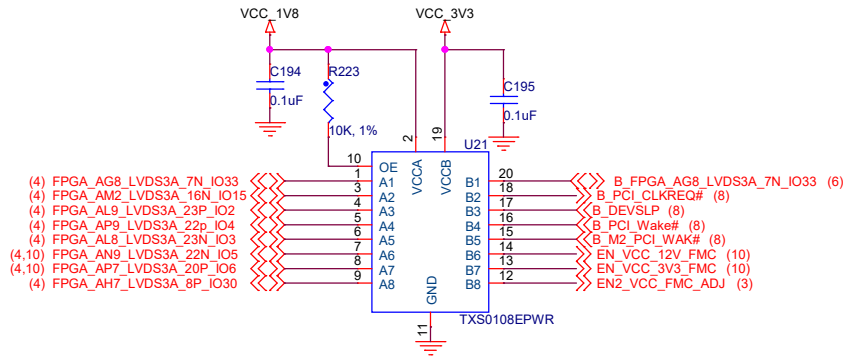 VCC_1V8 VCC_3V3
C194 R223 C195
0.1uF 10K, 1% 0.1uF
2 19 U21
10 OE VCCA VCCB
(4) FPGA_AG8_LVDS3A_7N_IO33 1 A1 B1 20 B_FPGA_AG8_LVDS3A_7N_IO33 (6)
(4) FPGA_AM2_LVDS3A_16N_IO15 3 A2 B2 18 B_PCI_CLKREQ# (8)
(4) FPGA_AL9_LVDS3A_23P_IO2 4 A3 B3 17 B_DEVSLP (8)
(4) FPGA_AP9_LVDS3A_22p_IO4 5 A4 B4 16 B_PCI_Wake# (8)
(4) FPGA_AL8_LVDS3A_23N_IO3 6 A5 B5 15 B_M2_PCI_WAK# (8)
(4,10) FPGA_AN9_LVDS3A_22N_IO5 7 A6 B6 14 EN_VCC_12V_FMC (10)
(4,10) FPGA_AP7_LVDS3A_20P_IO6 8 A7 B7 13 EN_VCC_3V3_FMC (10)
(4) FPGA_AH7_LVDS3A_8P_IO30 9 A8 B8 12 EN2_VCC_FMC_ADJ (3)
GND
11 TXS0108EPWR